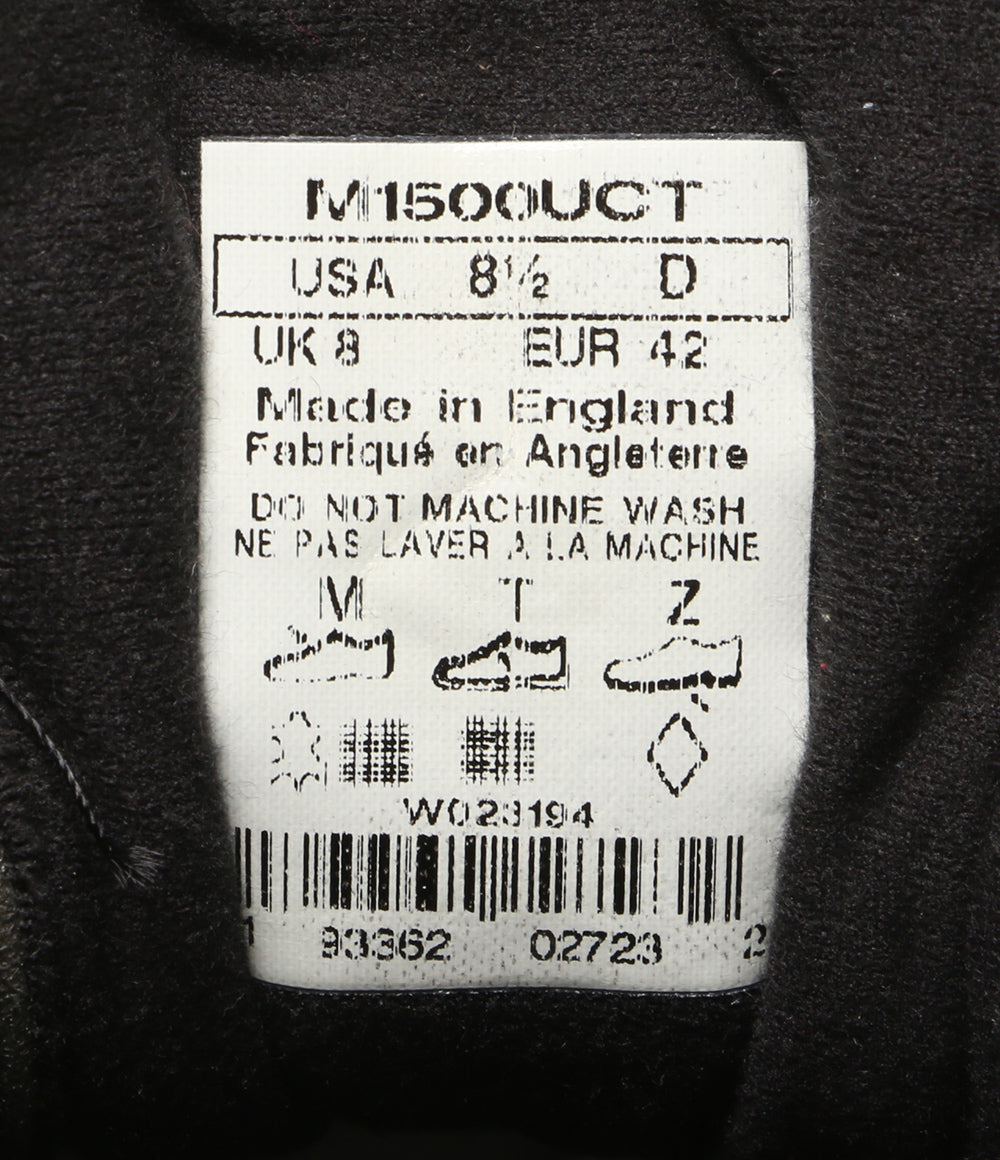 M1500UCT
USA 8½ D
UK 8 EUR 42
Made in England
Fabriqué en Angleterre
DO NOT MACHINE WASH
NE PAS LAVER A LA MACHINE
M T Z
W023194
1 93362 02723 2